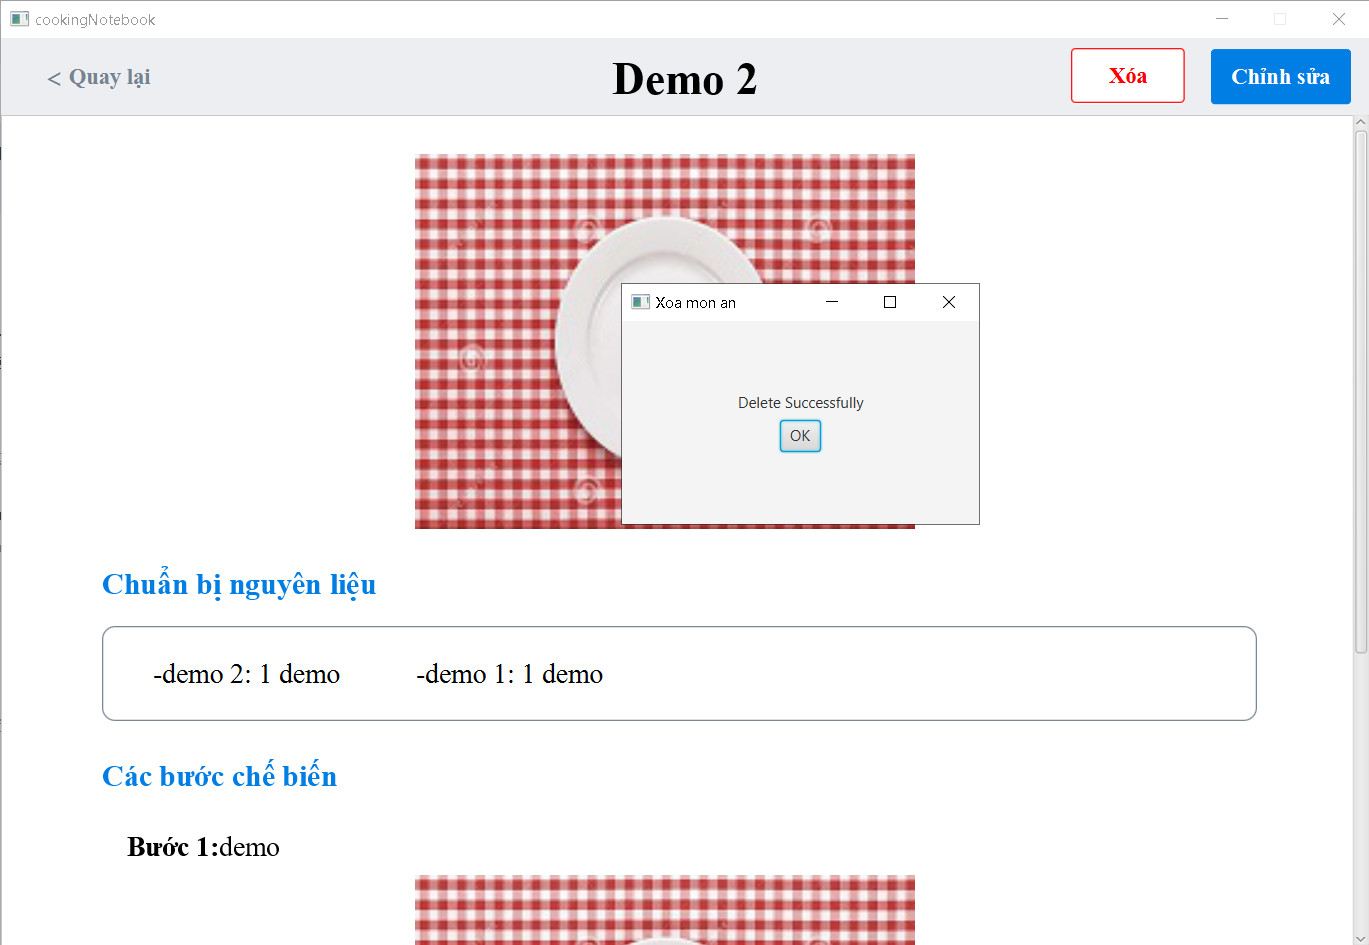 cookingNotebook
< Quay lại
Demo 2
Xóa
Chỉnh sửa
Xoa mon an
Delete Successfully
OK
Chuẩn bị nguyên liệu
-demo 2: 1 demo
-demo 1: 1 demo
Các bước chế biến
Bước 1:demo